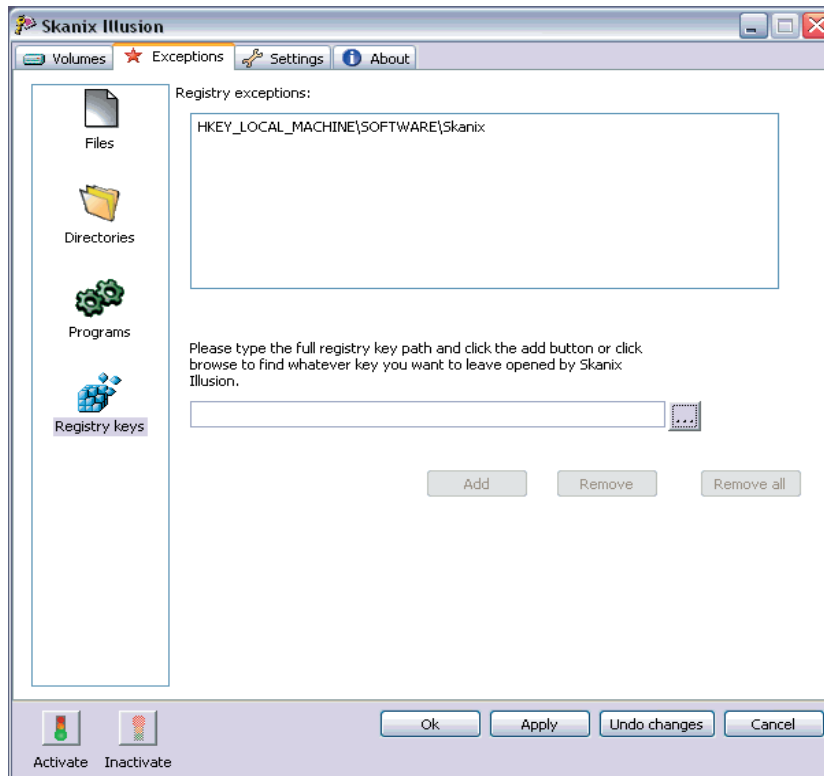 Skanix Illusion
Volumes Exceptions Settings About
Registry exceptions:
HKEY_LOCAL_MACHINE\SOFTWARE\Skanix
Files
Directories
Programs
Registry keys
Please type the full registry key path and click the add button or click
browse to find whatever key you want to leave opened by Skanix
Illusion.
...
Add Remove Remove all
Ok Apply Undo changes Cancel
Activate Inactivate